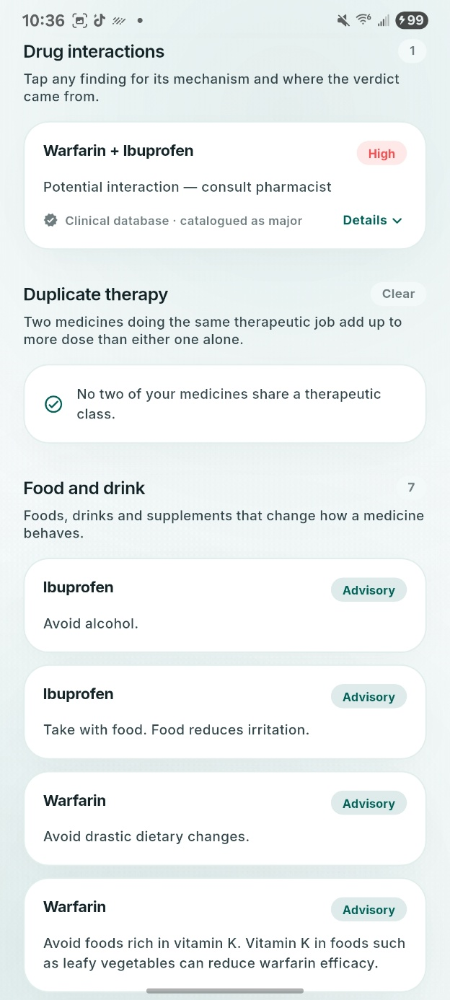 10:36
6
99
Drug interactions
1
Tap any finding for its mechanism and where the verdict
came from.
Warfarin + Ibuprofen
High
Potential interaction — consult pharmacist
Clinical database · catalogued as major
Details
Duplicate therapy
Clear
Two medicines doing the same therapeutic job add up to
more dose than either one alone.
No two of your medicines share a therapeutic
class.
Food and drink
7
Foods, drinks and supplements that change how a medicine
behaves.
Ibuprofen
Advisory
Avoid alcohol.
Ibuprofen
Advisory
Take with food. Food reduces irritation.
Warfarin
Advisory
Avoid drastic dietary changes.
Warfarin
Advisory
Avoid foods rich in vitamin K. Vitamin K in foods such
as leafy vegetables can reduce warfarin efficacy.